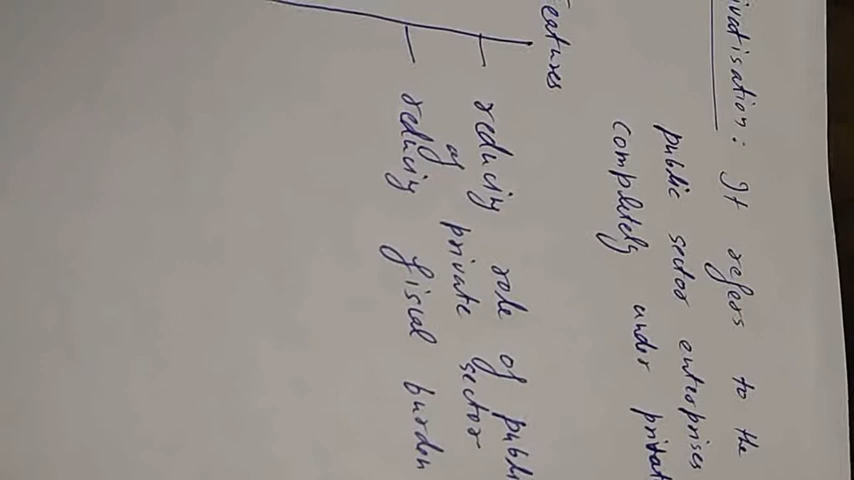 ivatisation: It refers to the
public sector enterprises
completely under privat
Features
reducing role of publi
of private sector
reducing fiscal burden